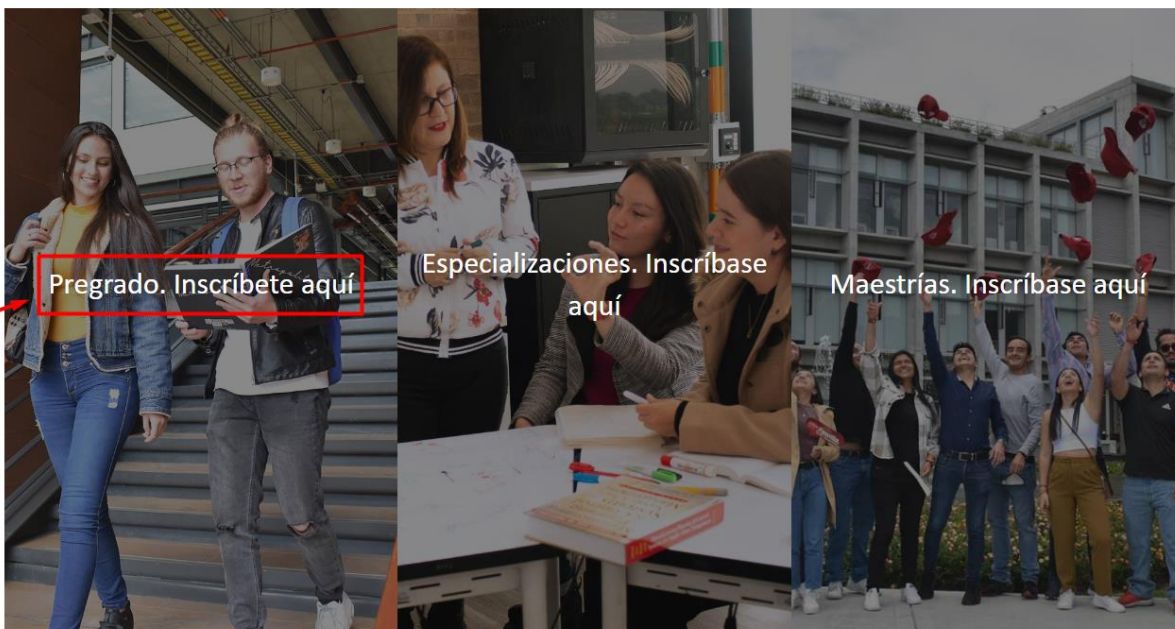 Pregrado. Inscríbete aquí
Especializaciones. Inscríbase
aquí
Maestrías. Inscríbase aquí